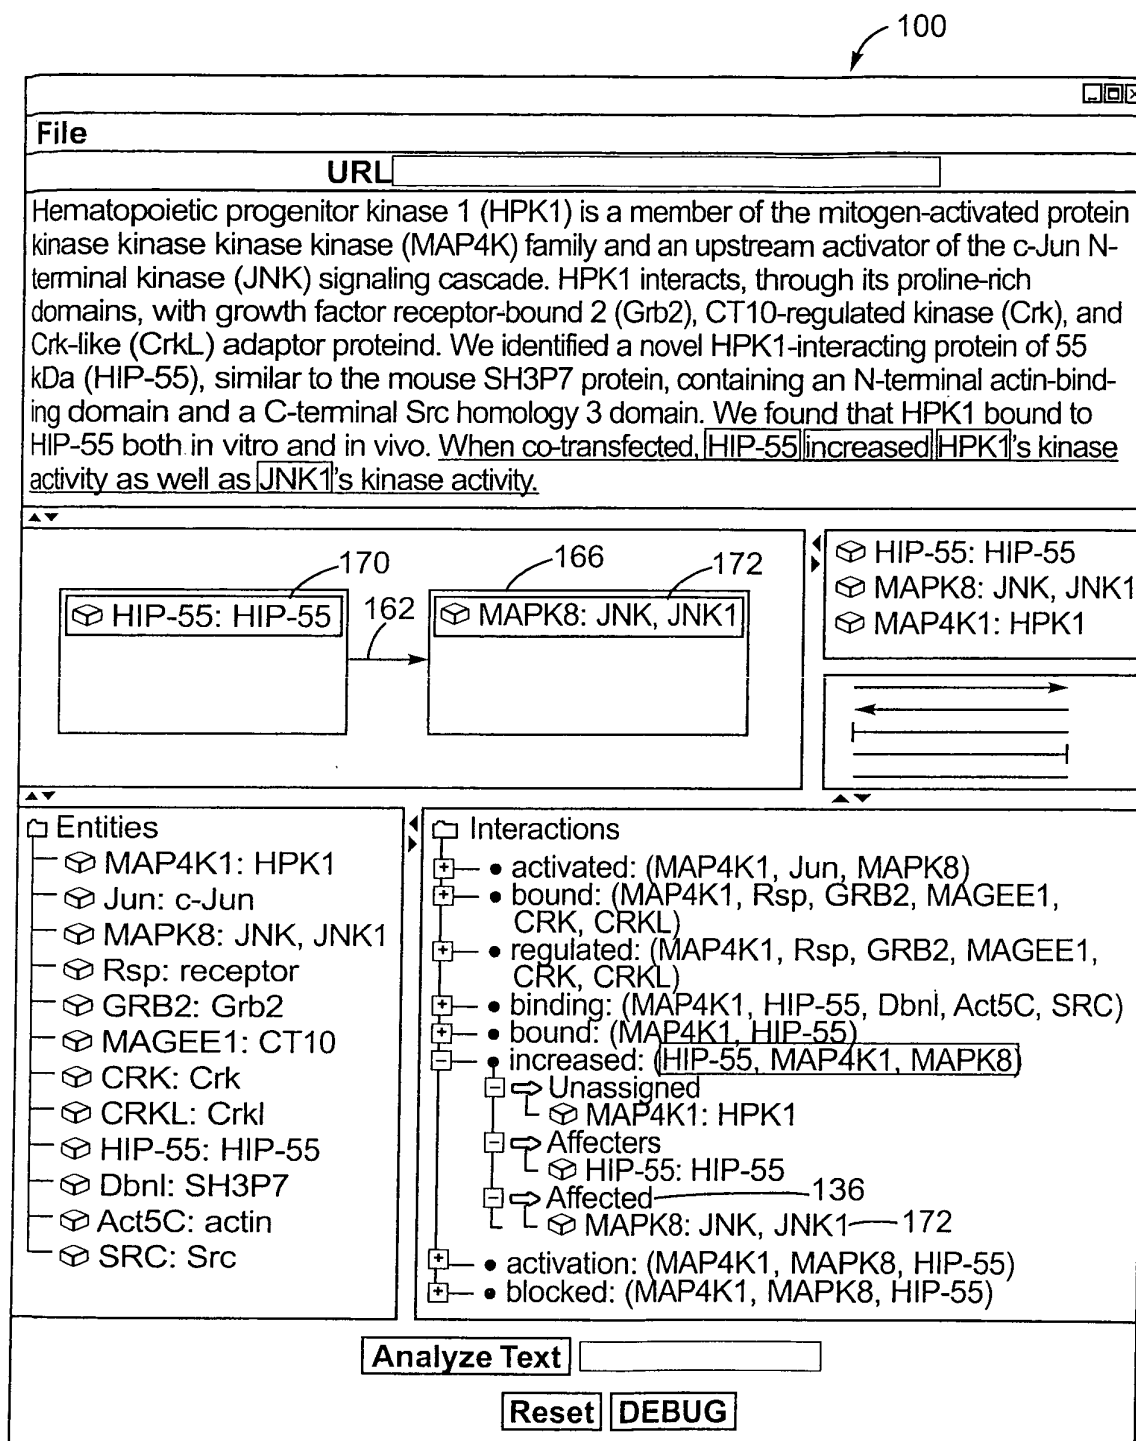 100
File
URL
Hematopoietic progenitor kinase 1 (HPK1) is a member of the mitogen-activated protein
kinase kinase kinase kinase (MAP4K) family and an upstream activator of the c-Jun N-
terminal kinase (JNK) signaling cascade. HPK1 interacts, through its proline-rich
domains, with growth factor receptor-bound 2 (Grb2), CT10-regulated kinase (Crk), and
Crk-like (CrkL) adaptor proteind. We identified a novel HPK1-interacting protein of 55
kDa (HIP-55), similar to the mouse SH3P7 protein, containing an N-terminal actin-bind-
ing domain and a C-terminal Src homology 3 domain. We found that HPK1 bound to
HIP-55 both in vitro and in vivo. When co-transfected, HIP-55 increased HPK1's kinase
activity as well as JNK1's kinase activity.
170
166
172
HIP-55: HIP-55
162
MAPK8: JNK, JNK1
HIP-55: HIP-55
MAPK8: JNK, JNK1
MAP4K1: HPK1
Entities
MAP4K1: HPK1
Jun: c-Jun
MAPK8: JNK, JNK1
Rsp: receptor
GRB2: Grb2
MAGEE1: CT10
CRK: Crk
CRKL: Crkl
HIP-55: HIP-55
Dbnl: SH3P7
Act5C: actin
SRC: Src
Interactions
activated: (MAP4K1, Jun, MAPK8)
bound: (MAP4K1, Rsp, GRB2, MAGEE1,
CRK, CRKL)
regulated: (MAP4K1, Rsp, GRB2, MAGEE1,
CRK, CRKL)
binding: (MAP4K1, HIP-55, Dbnl, Act5C, SRC)
bound: (MAP4K1, HIP-55)
increased: (HIP-55, MAP4K1, MAPK8)
Unassigned
MAP4K1: HPK1
Affecters
HIP-55: HIP-55
Affected 136
MAPK8: JNK, JNK1 172
activation: (MAP4K1, MAPK8, HIP-55)
blocked: (MAP4K1, MAPK8, HIP-55)
Analyze Text
Reset DEBUG